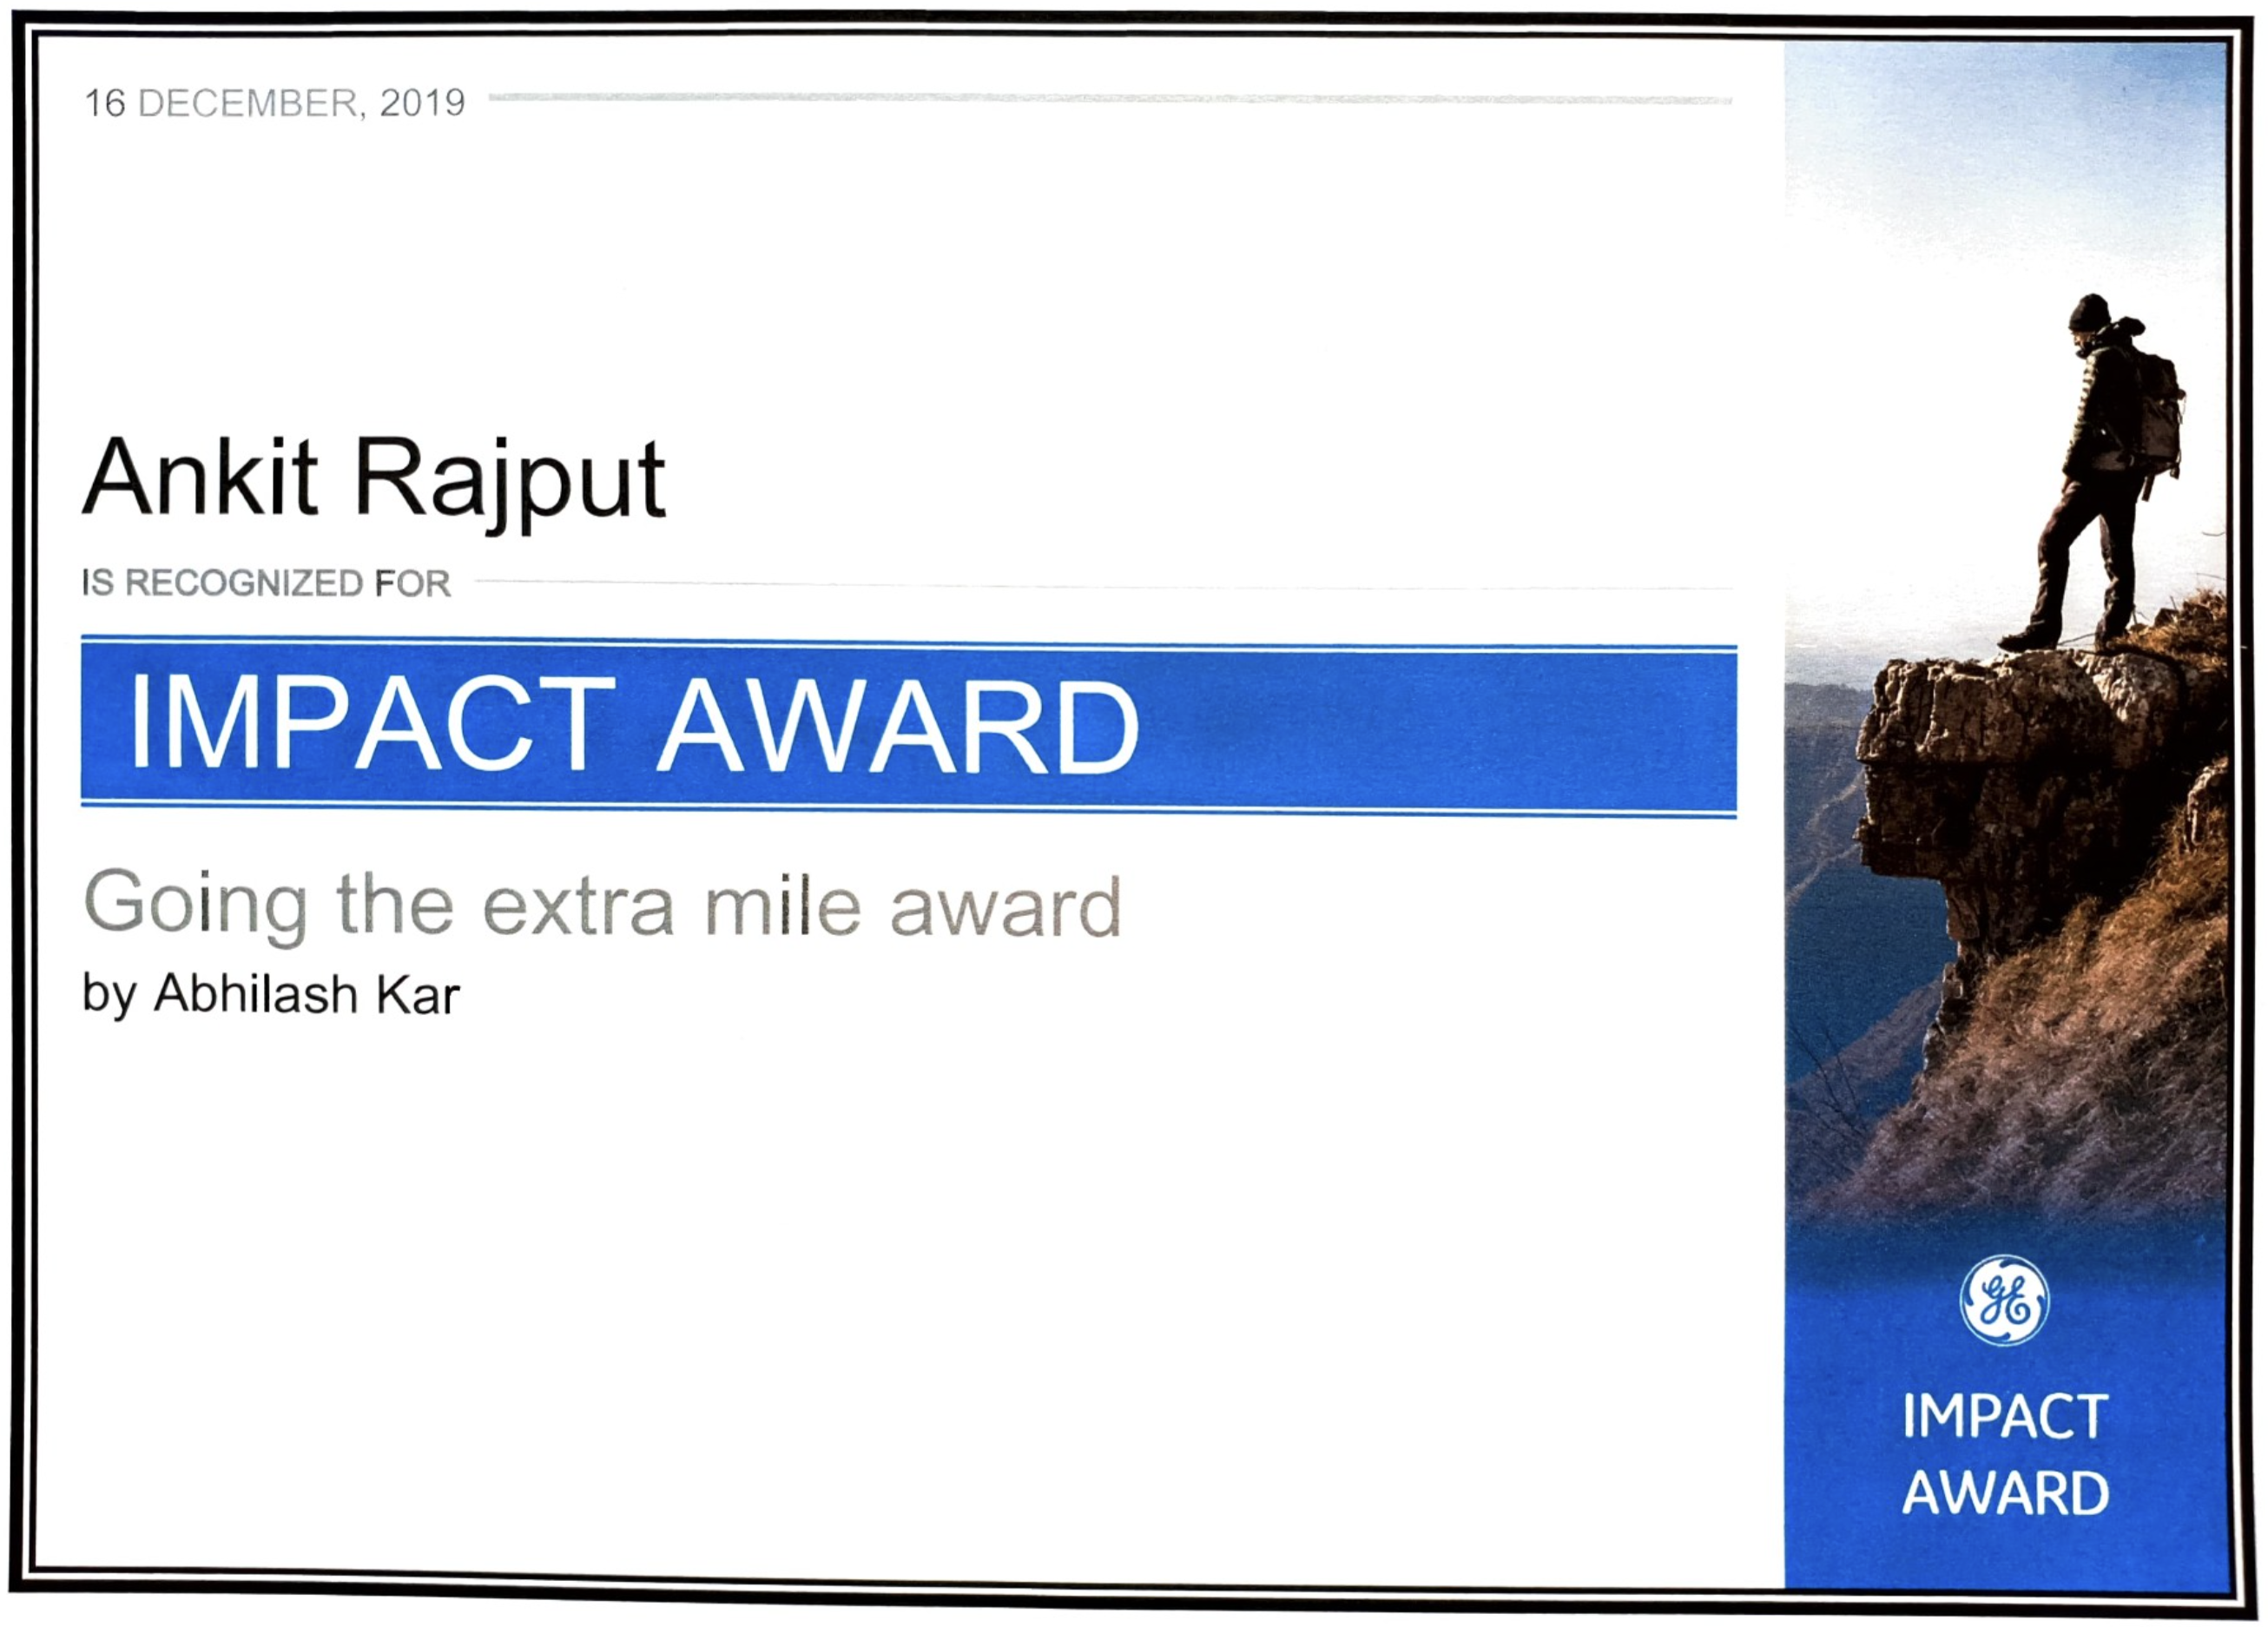 16 DECEMBER, 2019
Ankit Rajput
IS RECOGNIZED FOR
IMPACT AWARD
Going the extra mile award
by Abhilash Kar
GE
IMPACT
AWARD